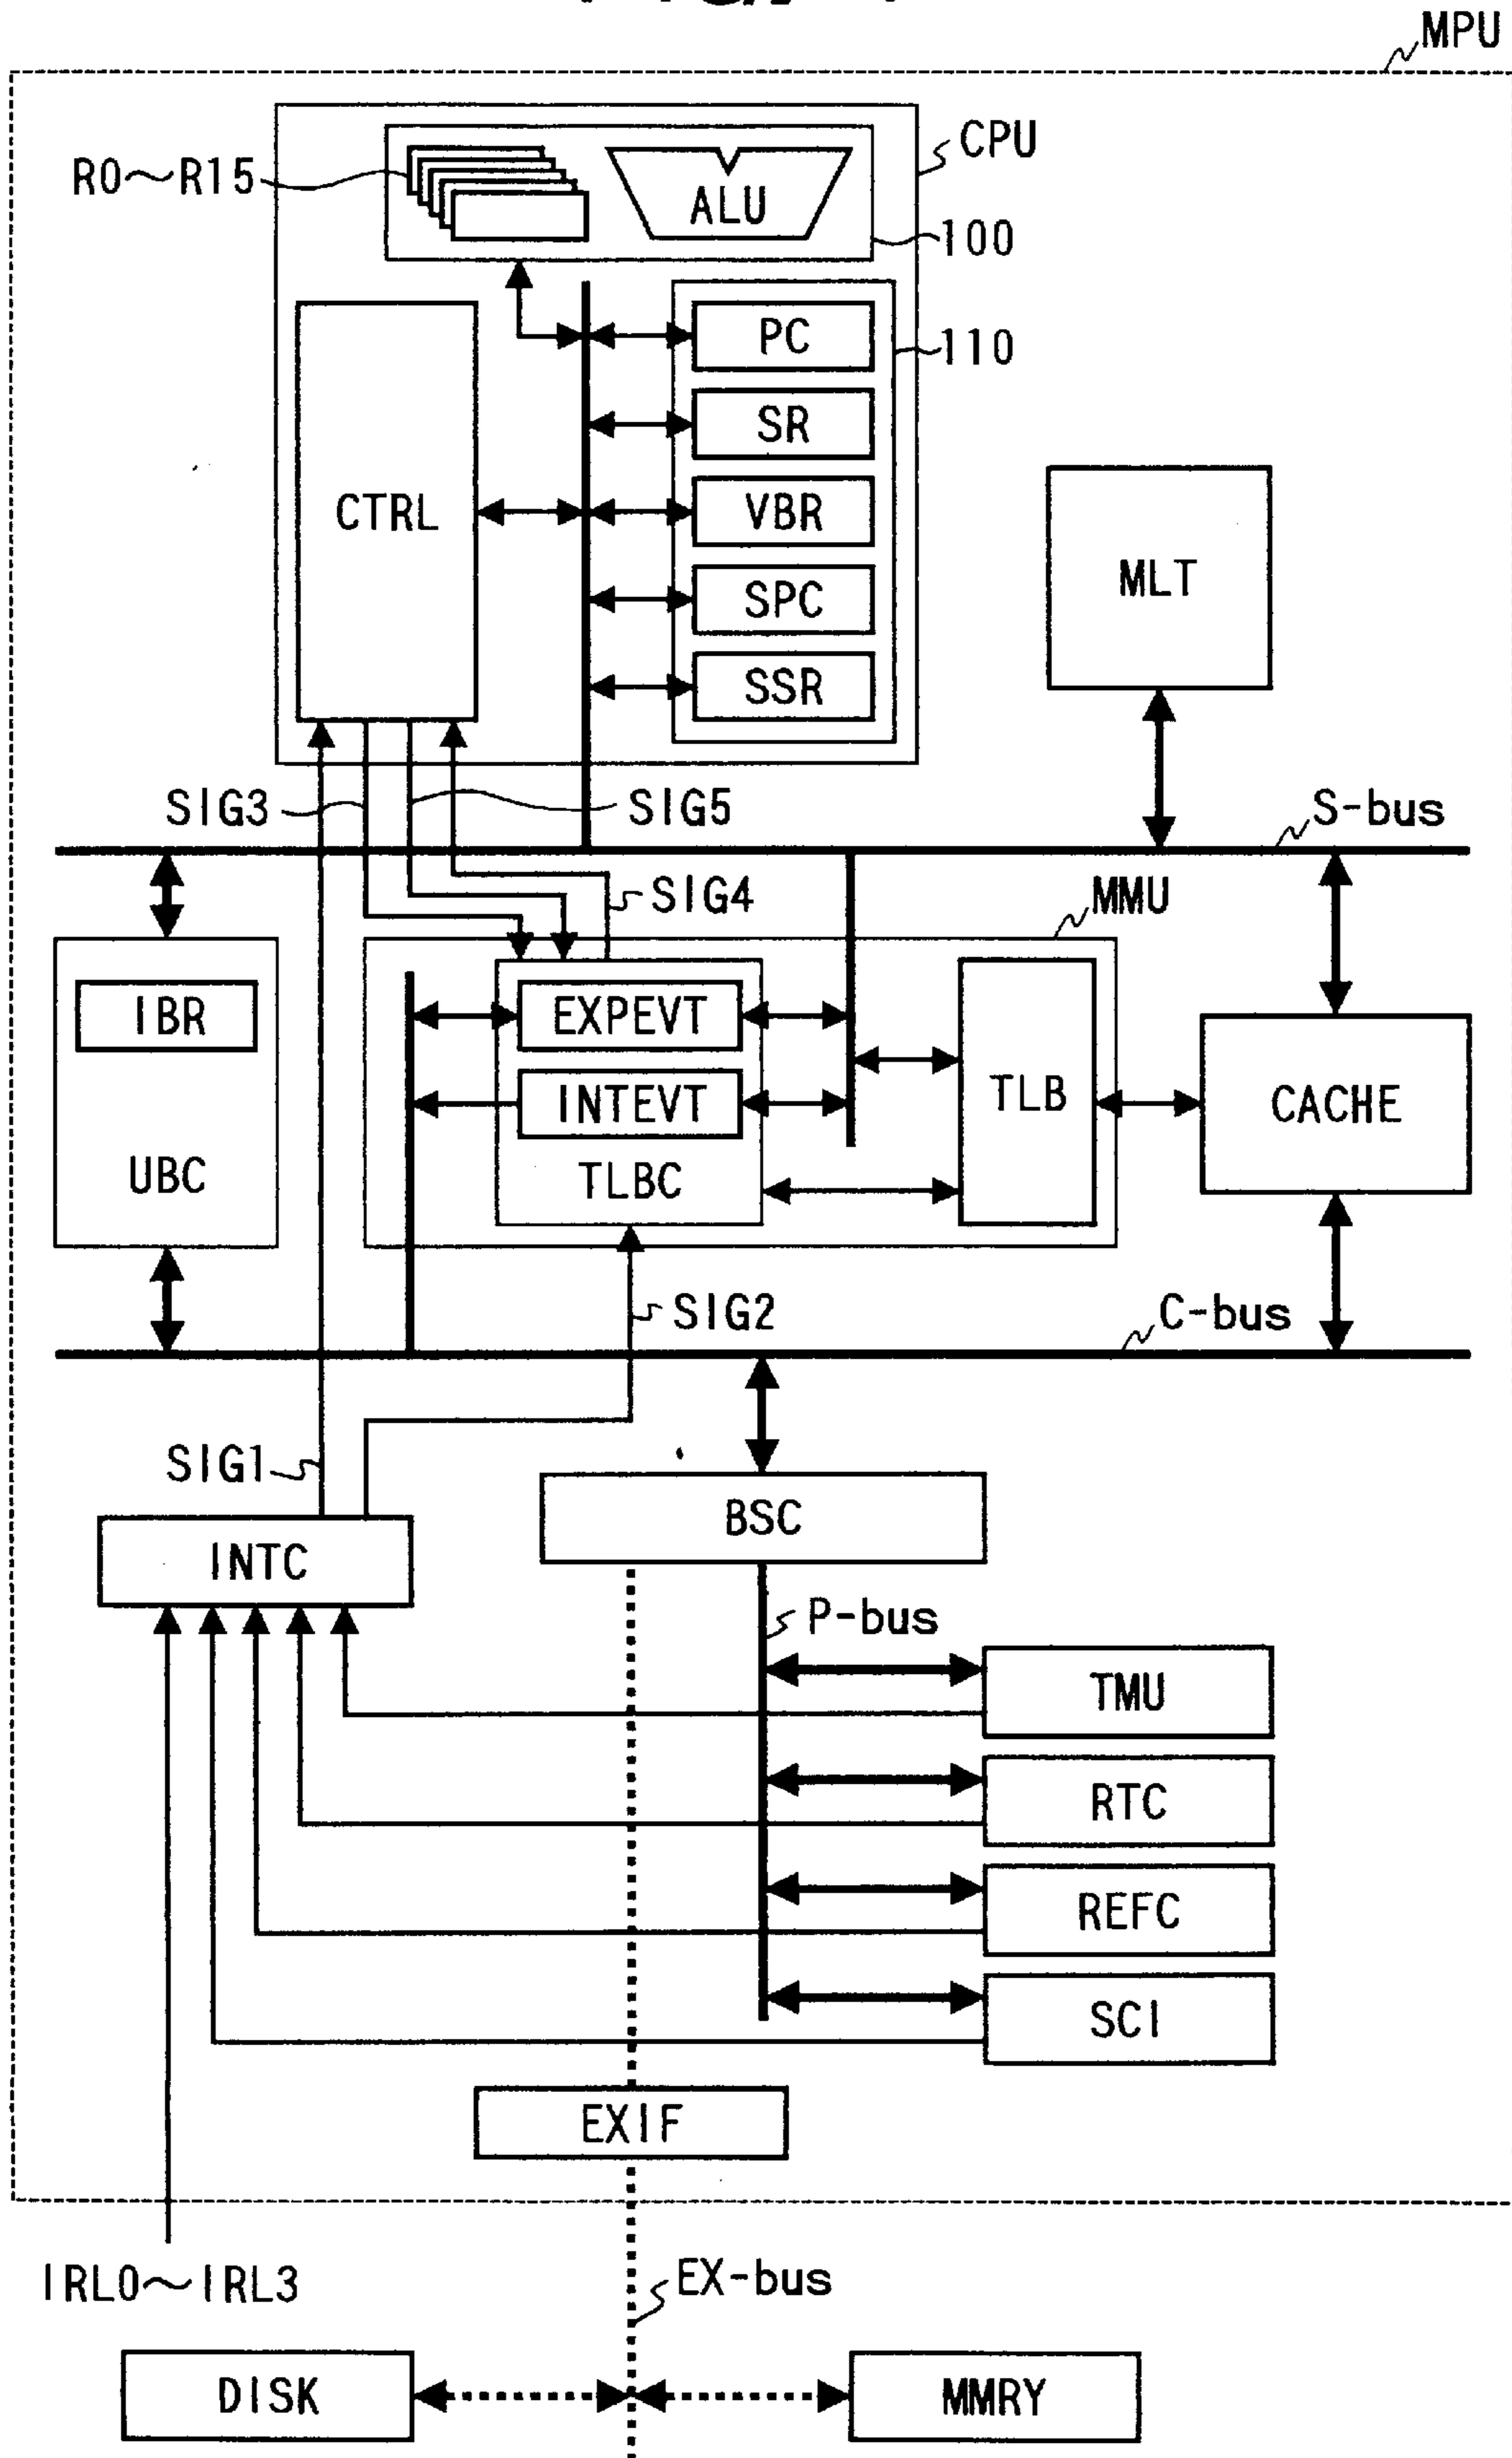 MPU
CPU
R0～R15
ALU
100
PC
110
SR
CTRL
VBR
MLT
SPC
SSR
SIG3
SIG5
S-bus
SIG4
MMU
IBR
EXPEVT
TLB
INTEVT
CACHE
UBC
TLBC
SIG2
C-bus
SIG1
BSC
INTC
P-bus
TMU
RTC
REFC
SCI
EXIF
IRL0～IRL3
EX-bus
DISK
MMRY